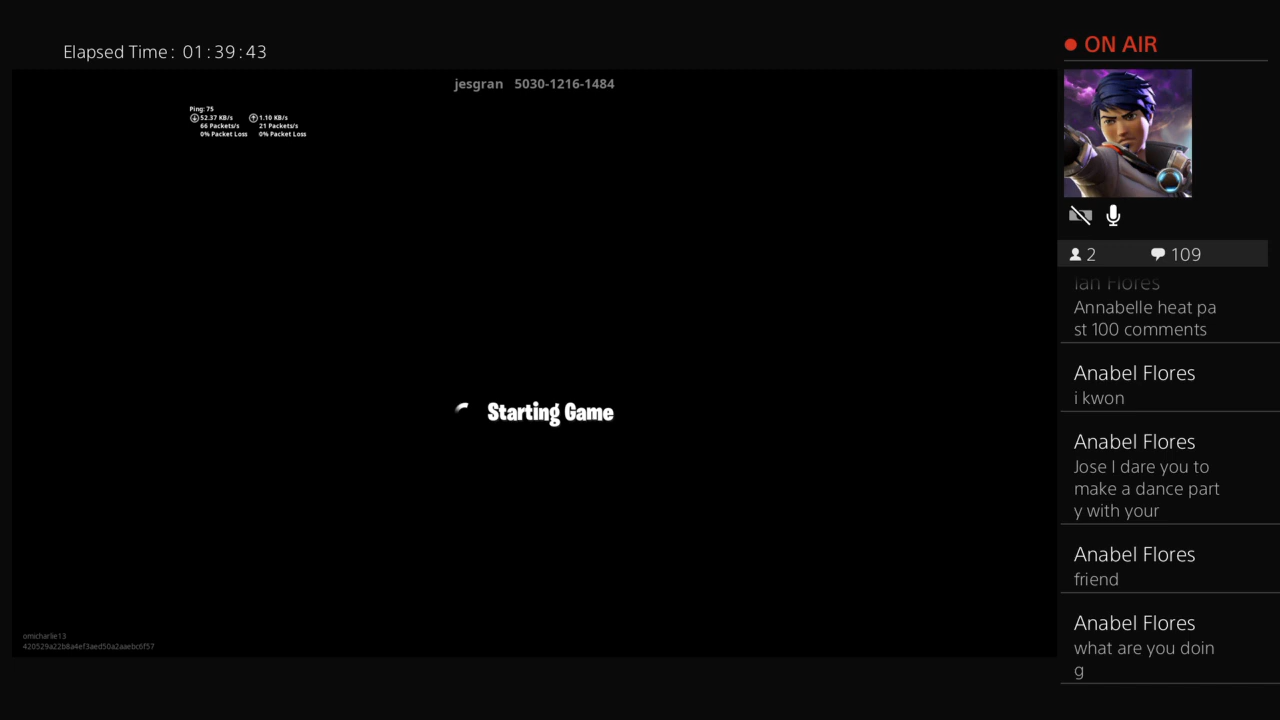 Elapsed Time: 01:39:43
ON AIR
jesgran 5030-1216-1484
Ping: 75
52.37 KB/s 1.10 KB/s
66 Packets/s 21 Packets/s
0% Packet Loss 0% Packet Loss
2 109
Ian Flores
Annabelle heat pa
st 100 comments
Anabel Flores
i kwon
Starting Game
Anabel Flores
Jose I dare you to
make a dance part
y with your
Anabel Flores
friend
Anabel Flores
what are you doin
g
omcharlie13
420529a22b8a4ef3aed50a2aaebc6f57